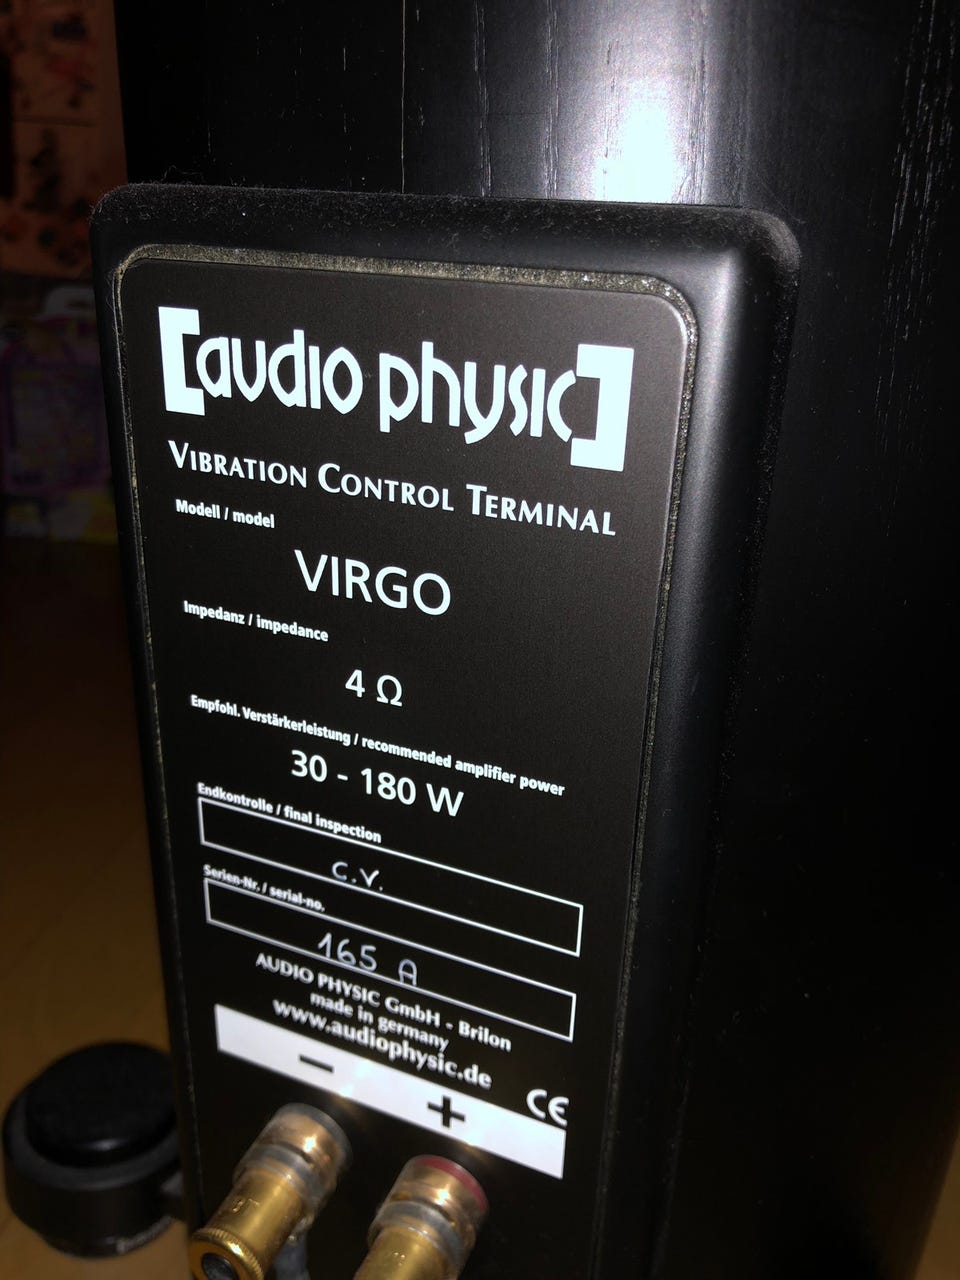 [audio physic]
VIBRATION CONTROL TERMINAL
Modell / model
VIRGO
Impedanz / impedance
4 Ω
Empfohl. Verstärkerleistung / recommended amplifier power
30 - 180 W
Endkontrolle / final inspection
C.V.
Serien-Nr. / serial-no.
165 A
AUDIO PHYSIC GmbH - Brilon
made in germany
www.audiophysic.de
CE
- +